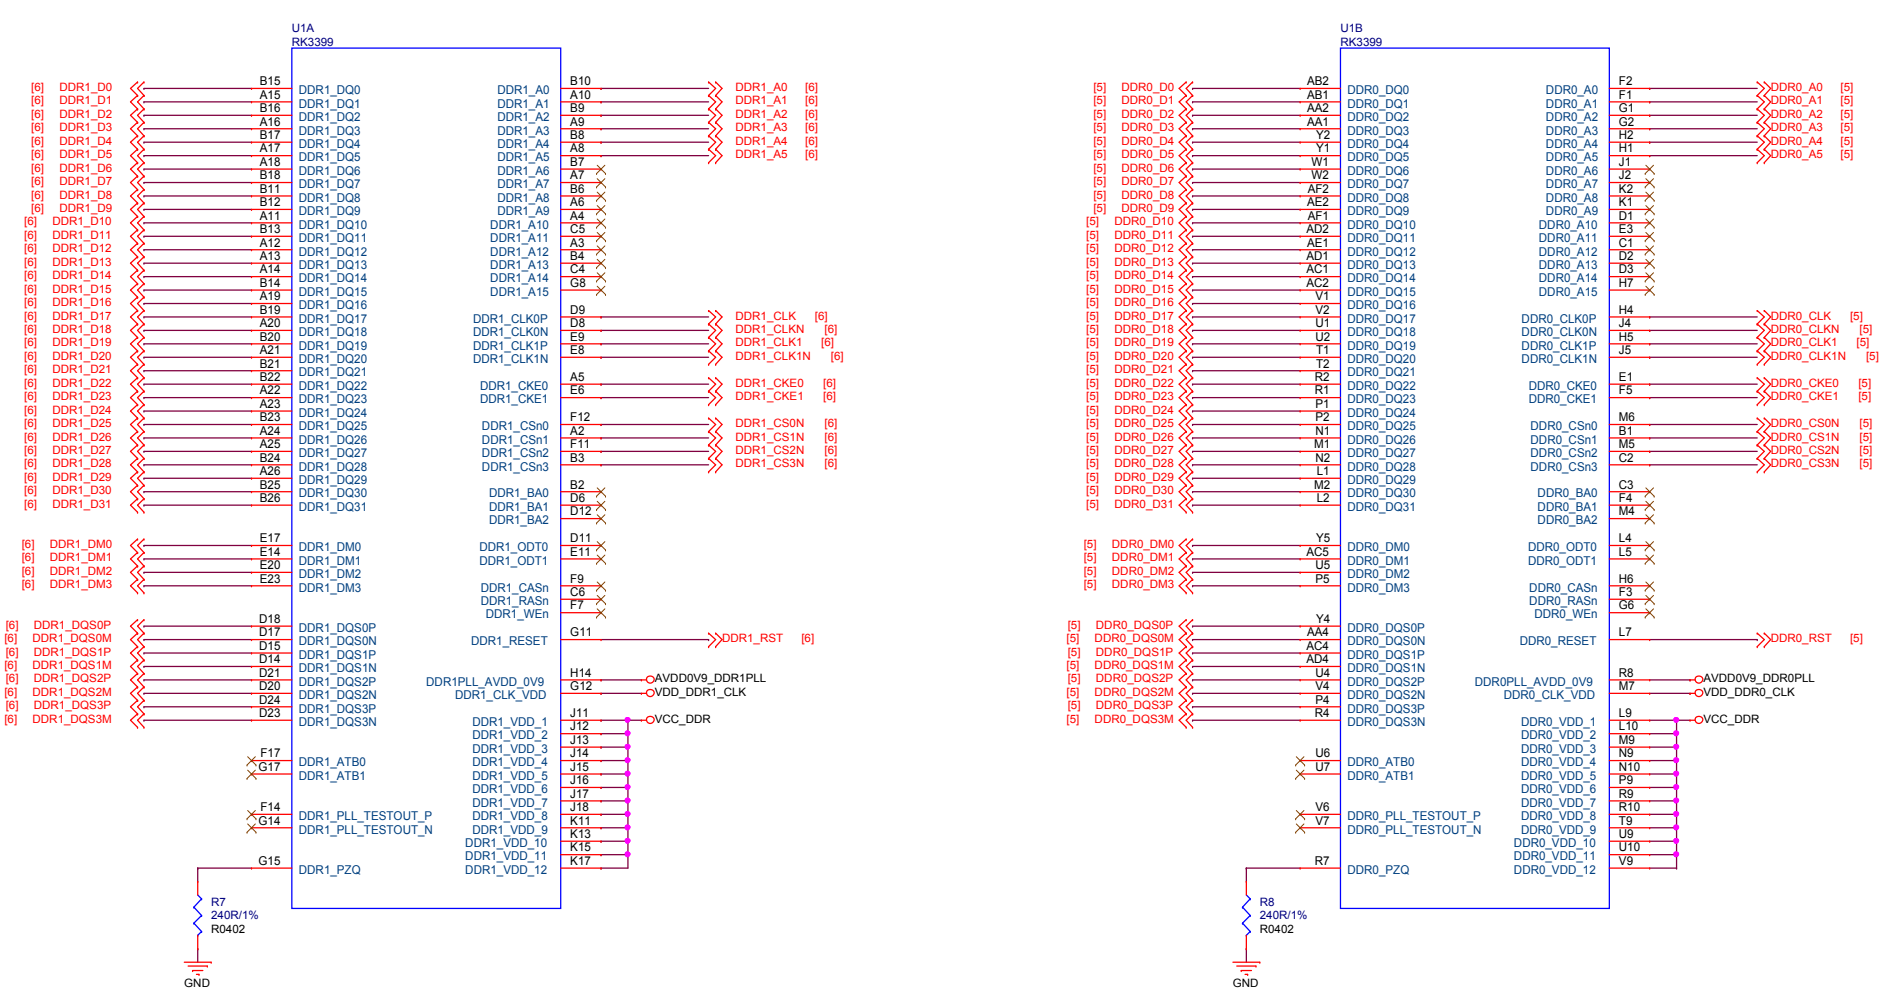 U1A
RK3399
[6] DDR1_D0 B15 DDR1_DQ0 DDR1_A0 B10 DDR1_A0 [6]
[6] DDR1_D1 A15 DDR1_DQ1 DDR1_A1 A10 DDR1_A1 [6]
[6] DDR1_D2 B16 DDR1_DQ2 DDR1_A2 B9 DDR1_A2 [6]
[6] DDR1_D3 A16 DDR1_DQ3 DDR1_A3 A9 DDR1_A3 [6]
[6] DDR1_D4 B17 DDR1_DQ4 DDR1_A4 B8 DDR1_A4 [6]
[6] DDR1_D5 A17 DDR1_DQ5 DDR1_A5 A8 DDR1_A5 [6]
[6] DDR1_D6 A18 DDR1_DQ6 DDR1_A6 B7
[6] DDR1_D7 B18 DDR1_DQ7 DDR1_A7 A7
[6] DDR1_D8 B11 DDR1_DQ8 DDR1_A8 B6
[6] DDR1_D9 B12 DDR1_DQ9 DDR1_A9 A6
[6] DDR1_D10 A11 DDR1_DQ10 DDR1_A10 A4
[6] DDR1_D11 B13 DDR1_DQ11 DDR1_A11 C5
[6] DDR1_D12 A12 DDR1_DQ12 DDR1_A12 A3
[6] DDR1_D13 A13 DDR1_DQ13 DDR1_A13 B4
[6] DDR1_D14 A14 DDR1_DQ14 DDR1_A14 C4
[6] DDR1_D15 B14 DDR1_DQ15 DDR1_A15 G8
[6] DDR1_D16 A19 DDR1_DQ16
[6] DDR1_D17 B19 DDR1_DQ17 DDR1_CLK0P D9 DDR1_CLK [6]
[6] DDR1_D18 A20 DDR1_DQ18 DDR1_CLK0N D8 DDR1_CLKN [6]
[6] DDR1_D19 B20 DDR1_DQ19 DDR1_CLK1P E9 DDR1_CLK1 [6]
[6] DDR1_D20 A21 DDR1_DQ20 DDR1_CLK1N E8 DDR1_CLK1N [6]
[6] DDR1_D21 B21 DDR1_DQ21
[6] DDR1_D22 B22 DDR1_DQ22 DDR1_CKE0 A5 DDR1_CKE0 [6]
[6] DDR1_D23 A22 DDR1_DQ23 DDR1_CKE1 E6 DDR1_CKE1 [6]
[6] DDR1_D24 A23 DDR1_DQ24
[6] DDR1_D25 B23 DDR1_DQ25 DDR1_CSn0 F12 DDR1_CS0N [6]
[6] DDR1_D26 A24 DDR1_DQ26 DDR1_CSn1 A2 DDR1_CS1N [6]
[6] DDR1_D27 A25 DDR1_DQ27 DDR1_CSn2 F11 DDR1_CS2N [6]
[6] DDR1_D28 B24 DDR1_DQ28 DDR1_CSn3 B3 DDR1_CS3N [6]
[6] DDR1_D29 A26 DDR1_DQ29
[6] DDR1_D30 B25 DDR1_DQ30 DDR1_BA0 B2
[6] DDR1_D31 B26 DDR1_DQ31 DDR1_BA1 D6
DDR1_BA2 D12
[6] DDR1_DM0 E17 DDR1_DM0 DDR1_ODT0 D11
[6] DDR1_DM1 E14 DDR1_DM1 DDR1_ODT1 E11
[6] DDR1_DM2 E20 DDR1_DM2
[6] DDR1_DM3 E23 DDR1_DM3 DDR1_CASn F9
DDR1_RASn C6
DDR1_WEn F7
[6] DDR1_DQS0P D18 DDR1_DQS0P
[6] DDR1_DQS0M D17 DDR1_DQS0N DDR1_RESET G11 DDR1_RST [6]
[6] DDR1_DQS1P D15 DDR1_DQS1P
[6] DDR1_DQS1M D14 DDR1_DQS1N
[6] DDR1_DQS2P D21 DDR1_DQS2P DDR1PLL_AVDD_0V9 H14 AVDD0V9_DDR1PLL
[6] DDR1_DQS2M D20 DDR1_DQS2N DDR1_CLK_VDD G12 VDD_DDR1_CLK
[6] DDR1_DQS3P D24 DDR1_DQS3P
[6] DDR1_DQS3M D23 DDR1_DQS3N DDR1_VDD_1 J11 VCC_DDR
DDR1_VDD_2 J12
DDR1_VDD_3 J13
F17 DDR1_ATB0 DDR1_VDD_4 J14
G17 DDR1_ATB1 DDR1_VDD_5 J15
DDR1_VDD_6 J16
DDR1_VDD_7 J17
F14 DDR1_PLL_TESTOUT_P DDR1_VDD_8 J18
G14 DDR1_PLL_TESTOUT_N DDR1_VDD_9 K11
DDR1_VDD_10 K13
DDR1_VDD_11 K15
G15 DDR1_PZQ DDR1_VDD_12 K17
R7
240R/1%
R0402
GND
U1B
RK3399
[5] DDR0_D0 AB2 DDR0_DQ0 DDR0_A0 F2 DDR0_A0 [5]
[5] DDR0_D1 AB1 DDR0_DQ1 DDR0_A1 F1 DDR0_A1 [5]
[5] DDR0_D2 AA2 DDR0_DQ2 DDR0_A2 G1 DDR0_A2 [5]
[5] DDR0_D3 AA1 DDR0_DQ3 DDR0_A3 G2 DDR0_A3 [5]
[5] DDR0_D4 Y2 DDR0_DQ4 DDR0_A4 H2 DDR0_A4 [5]
[5] DDR0_D5 Y1 DDR0_DQ5 DDR0_A5 H1 DDR0_A5 [5]
[5] DDR0_D6 W1 DDR0_DQ6 DDR0_A6 J1
[5] DDR0_D7 W2 DDR0_DQ7 DDR0_A7 J2
[5] DDR0_D8 AF2 DDR0_DQ8 DDR0_A8 K2
[5] DDR0_D9 AE2 DDR0_DQ9 DDR0_A9 K1
[5] DDR0_D10 AF1 DDR0_DQ10 DDR0_A10 D1
[5] DDR0_D11 AD2 DDR0_DQ11 DDR0_A11 E3
[5] DDR0_D12 AE1 DDR0_DQ12 DDR0_A12 C1
[5] DDR0_D13 AD1 DDR0_DQ13 DDR0_A13 D2
[5] DDR0_D14 AC1 DDR0_DQ14 DDR0_A14 D3
[5] DDR0_D15 AC2 DDR0_DQ15 DDR0_A15 H7
[5] DDR0_D16 V1 DDR0_DQ16
[5] DDR0_D17 V2 DDR0_DQ17 DDR0_CLK0P H4 DDR0_CLK [5]
[5] DDR0_D18 U1 DDR0_DQ18 DDR0_CLK0N J4 DDR0_CLKN [5]
[5] DDR0_D19 U2 DDR0_DQ19 DDR0_CLK1P H5 DDR0_CLK1 [5]
[5] DDR0_D20 T1 DDR0_DQ20 DDR0_CLK1N J5 DDR0_CLK1N [5]
[5] DDR0_D21 T2 DDR0_DQ21
[5] DDR0_D22 R2 DDR0_DQ22 DDR0_CKE0 E1 DDR0_CKE0 [5]
[5] DDR0_D23 R1 DDR0_DQ23 DDR0_CKE1 F5 DDR0_CKE1 [5]
[5] DDR0_D24 P1 DDR0_DQ24
[5] DDR0_D25 P2 DDR0_DQ25 DDR0_CSn0 M6 DDR0_CS0N [5]
[5] DDR0_D26 N1 DDR0_DQ26 DDR0_CSn1 B1 DDR0_CS1N [5]
[5] DDR0_D27 M1 DDR0_DQ27 DDR0_CSn2 M5 DDR0_CS2N [5]
[5] DDR0_D28 N2 DDR0_DQ28 DDR0_CSn3 C2 DDR0_CS3N [5]
[5] DDR0_D29 L1 DDR0_DQ29
[5] DDR0_D30 M2 DDR0_DQ30 DDR0_BA0 C3
[5] DDR0_D31 L2 DDR0_DQ31 DDR0_BA1 F4
DDR0_BA2 M4
[5] DDR0_DM0 Y5 DDR0_DM0 DDR0_ODT0 L4
[5] DDR0_DM1 AC5 DDR0_DM1 DDR0_ODT1 L5
[5] DDR0_DM2 U5 DDR0_DM2
[5] DDR0_DM3 P5 DDR0_DM3 DDR0_CASn H6
DDR0_RASn F3
DDR0_WEn G6
[5] DDR0_DQS0P Y4 DDR0_DQS0P
[5] DDR0_DQS0M AA4 DDR0_DQS0N DDR0_RESET L7 DDR0_RST [5]
[5] DDR0_DQS1P AC4 DDR0_DQS1P
[5] DDR0_DQS1M AD4 DDR0_DQS1N
[5] DDR0_DQS2P U4 DDR0_DQS2P DDR0PLL_AVDD_0V9 R8 AVDD0V9_DDR0PLL
[5] DDR0_DQS2M V4 DDR0_DQS2N DDR0_CLK_VDD M7 VDD_DDR0_CLK
[5] DDR0_DQS3P P4 DDR0_DQS3P
[5] DDR0_DQS3M R4 DDR0_DQS3N DDR0_VDD_1 L9 VCC_DDR
DDR0_VDD_2 L10
DDR0_VDD_3 M9
U6 DDR0_ATB0 DDR0_VDD_4 N9
U7 DDR0_ATB1 DDR0_VDD_5 N10
DDR0_VDD_6 P9
DDR0_VDD_7 R9
V6 DDR0_PLL_TESTOUT_P DDR0_VDD_8 R10
V7 DDR0_PLL_TESTOUT_N DDR0_VDD_9 T9
DDR0_VDD_10 U9
DDR0_VDD_11 U10
R7 DDR0_PZQ DDR0_VDD_12 V9
R8
240R/1%
R0402
GND